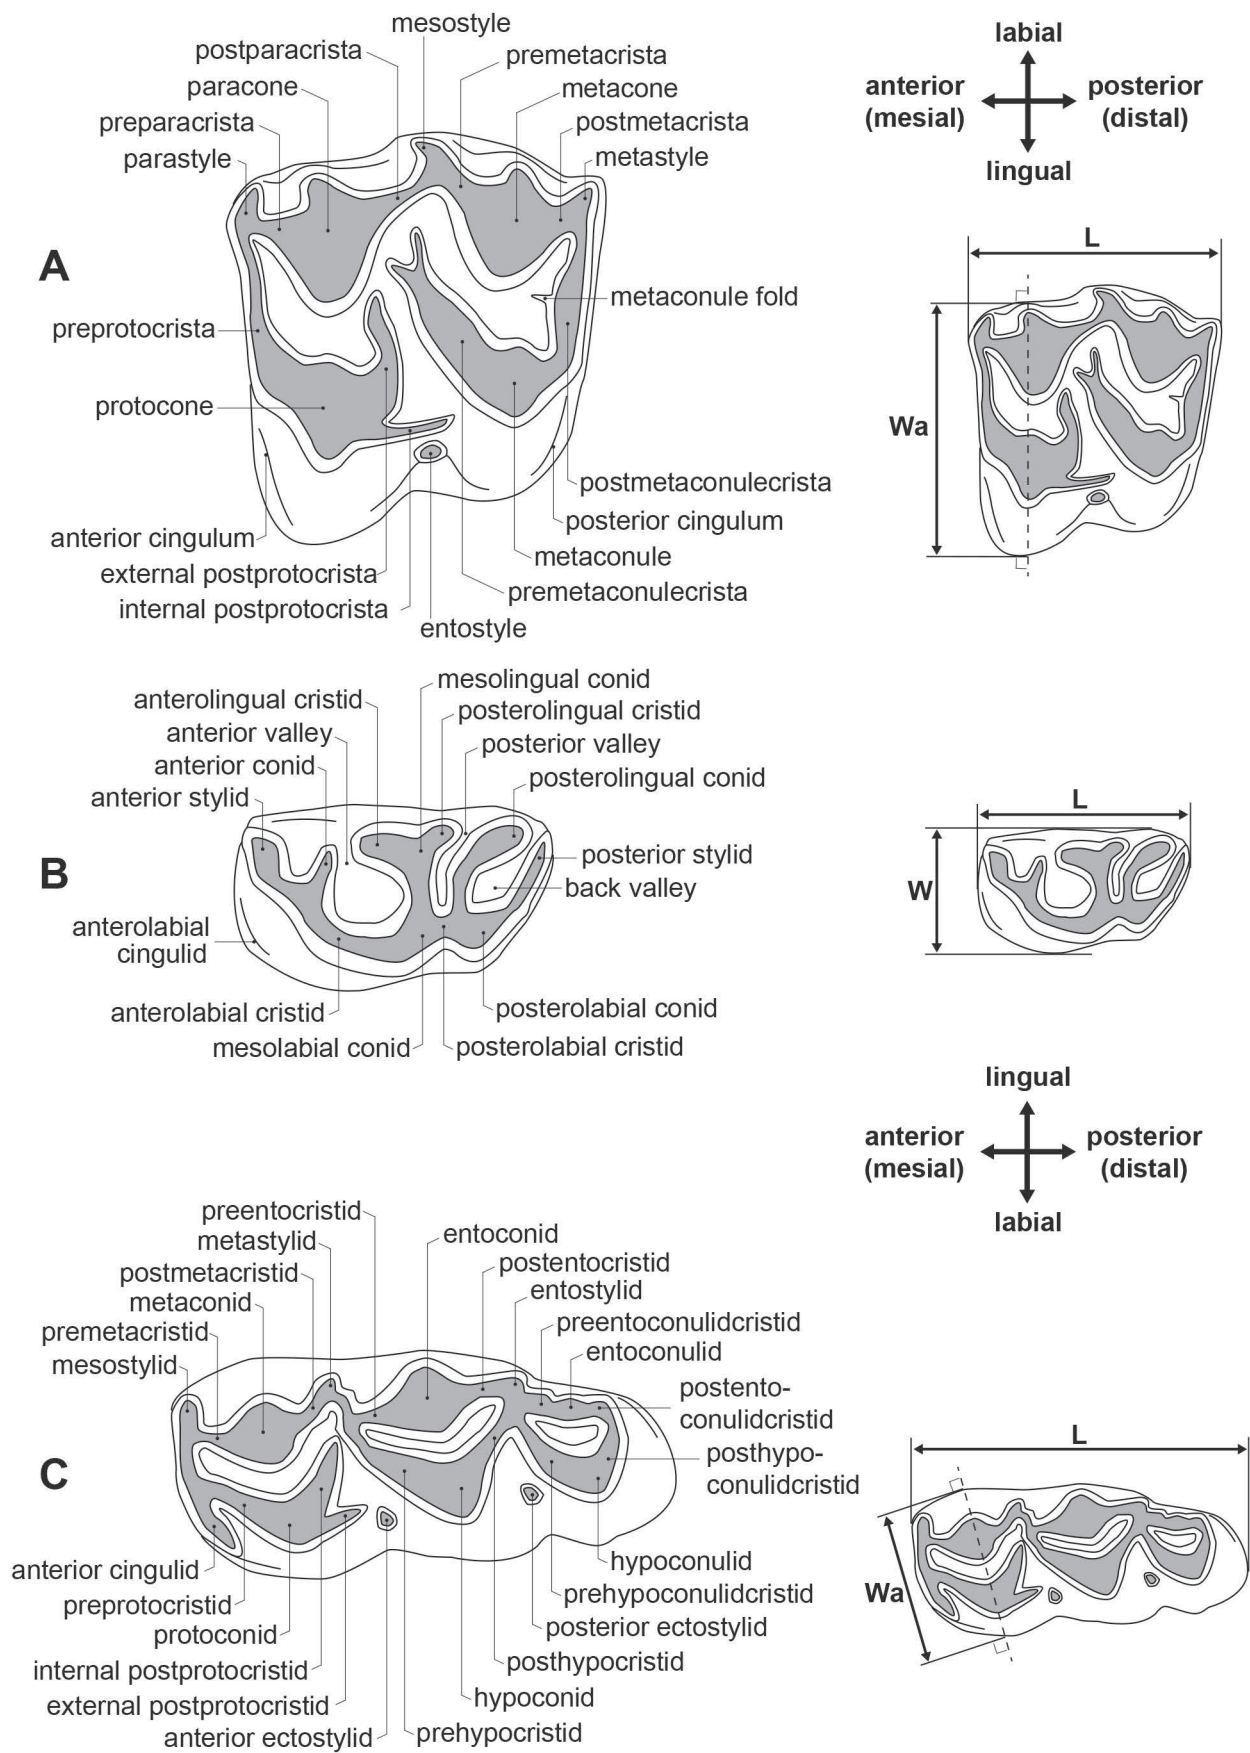 mesostyle
postparacrista
premetacrista
paracone
metacone
preparacrista
postmetacrista
parastyle
metastyle
A
metaconule fold
preprotocrista
protocone
postmetaconulecrista
posterior cingulum
anterior cingulum
metaconule
external postprotocrista
premetaconulecrista
internal postprotocrista
entostyle
labial
anterior
(mesial)
posterior
(distal)
lingual
L
Wa
mesolingual conid
anterolingual cristid
posterolingual cristid
anterior valley
posterior valley
anterior conid
posterolingual conid
anterior stylid
B
posterior stylid
back valley
anterolabial
cingulid
anterolabial cristid
posterolabial conid
mesolabial conid
posterolabial cristid
L
W
lingual
anterior
(mesial)
posterior
(distal)
labial
preentocristid
metastylid
entoconid
postmetacristid
postentocristid
metaconid
entostylid
premetacristid
preentoconulidcristid
mesostylid
entoconulid
postento-
conulidcristid
C
posthypo-
conulidcristid
anterior cingulid
hypoconulid
preprotocristid
prehypoconulidcristid
protoconid
posterior ectostylid
internal postprotocristid
posthypocristid
external postprotocristid
hypoconid
anterior ectostylid
prehypocristid
L
Wa